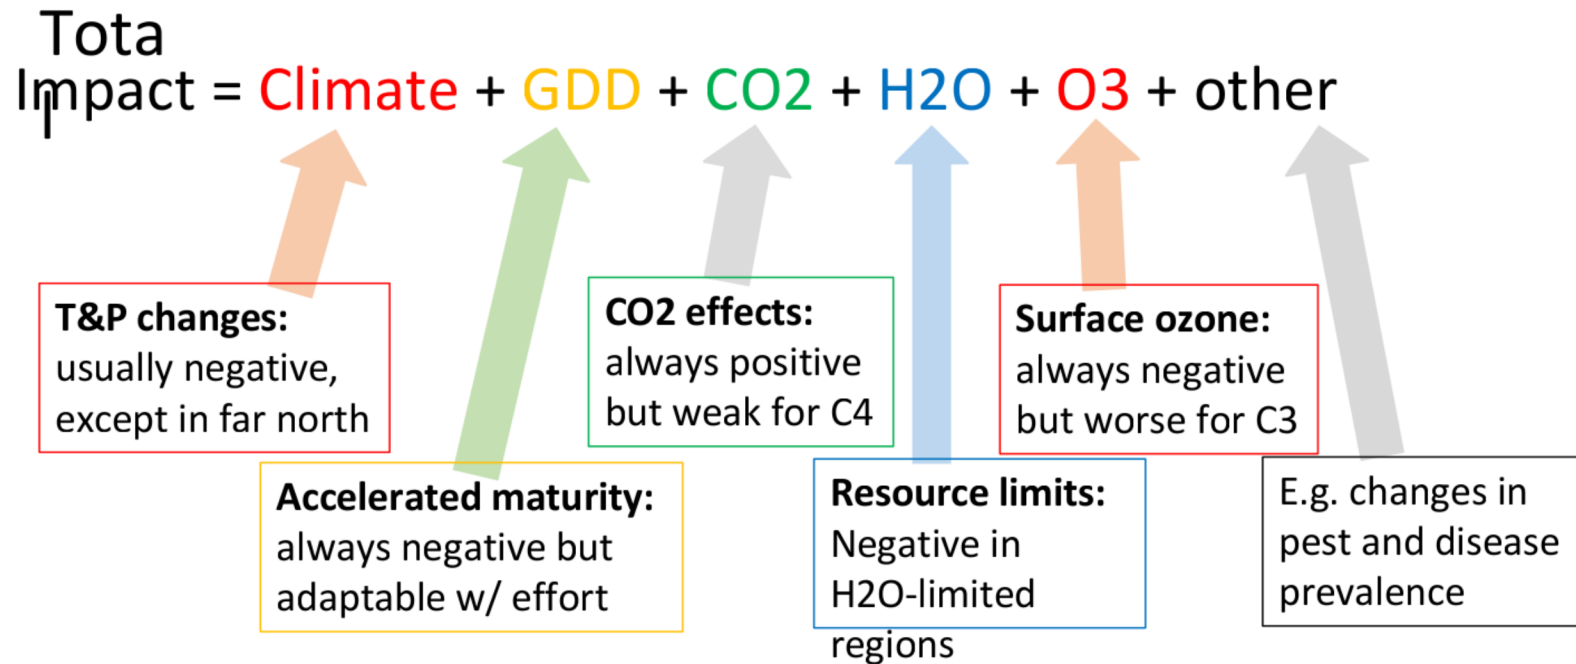 Tota
l
Impact = Climate + GDD + CO2 + H2O + O3 + other
T&P changes:
usually negative,
except in far north
Accelerated maturity:
always negative but
adaptable w/ effort
CO2 effects:
always positive
but weak for C4
Resource limits:
Negative in
H2O-limited
regions
Surface ozone:
always negative
but worse for C3
E.g. changes in
pest and disease
prevalence